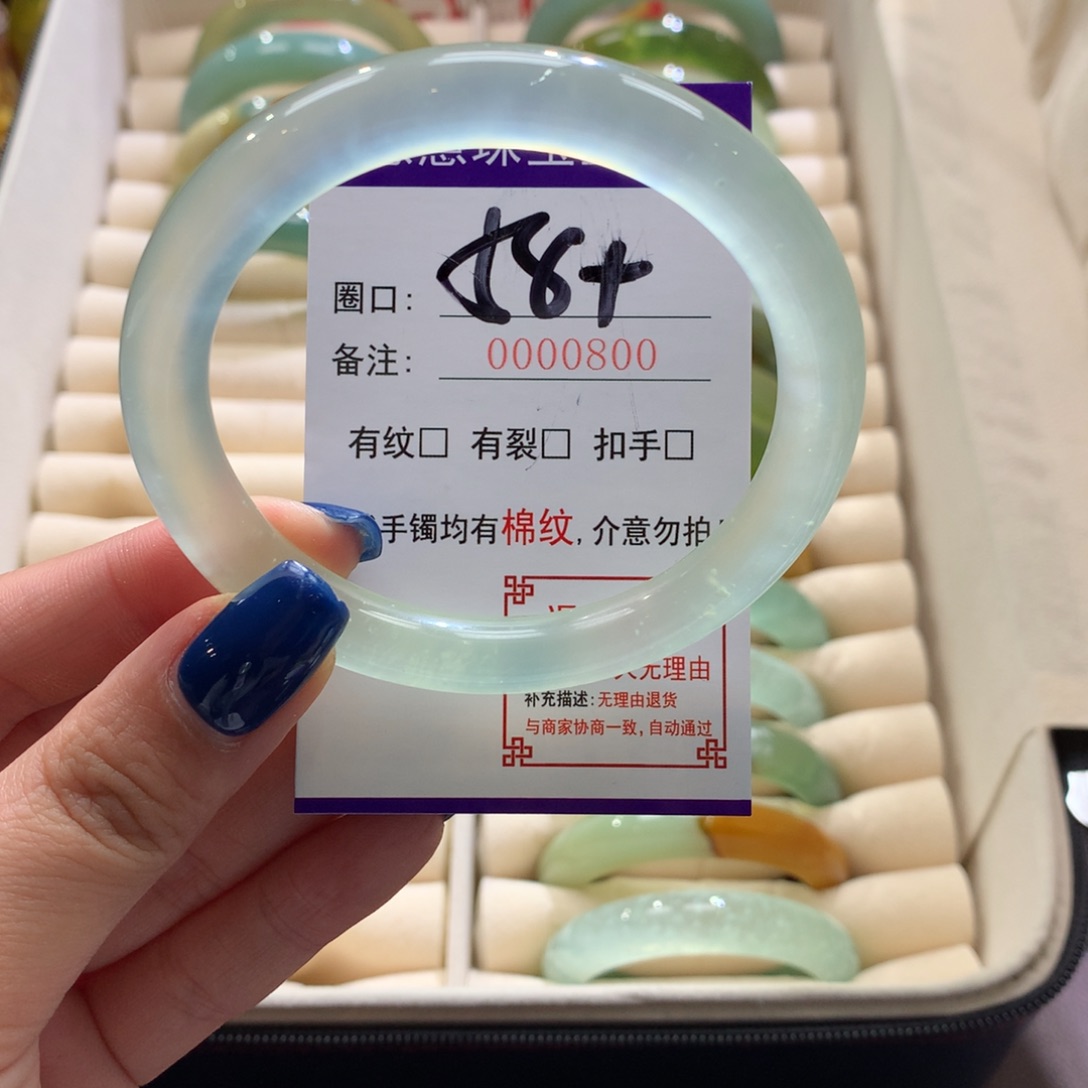 珠宝
圈口: 58+
备注: 0000800
有纹□ 有裂□ 扣手□
手镯均有棉纹, 介意勿拍
无理由
补充描述: 无理由退货
与商家协商一致, 自动通过